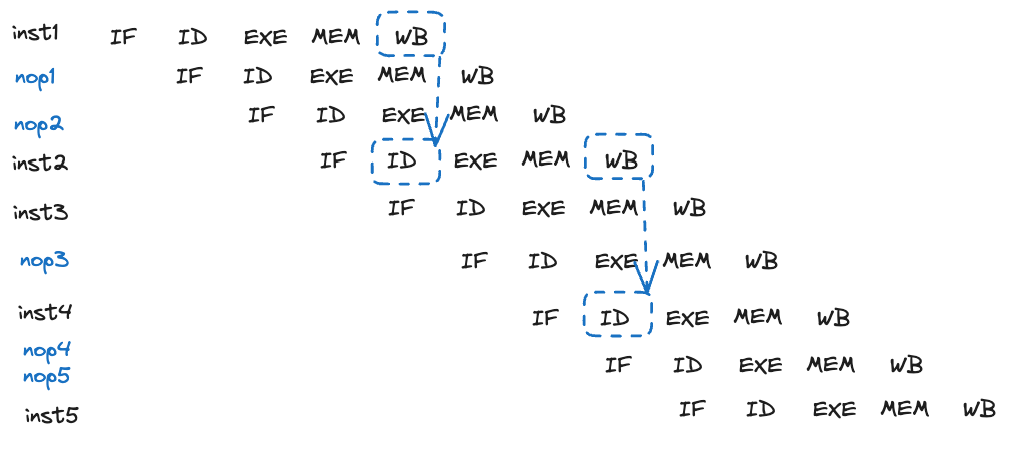 inst1 IF ID EXE MEM WB
nop1 IF ID EXE MEM WB
nop2 IF ID EXE MEM WB
inst2 IF ID EXE MEM WB
inst3 IF ID EXE MEM WB
nop3 IF ID EXE MEM WB
inst4 IF ID EXE MEM WB
nop4
IF ID EXE MEM WB
nop5
inst5 IF ID EXE MEM WB